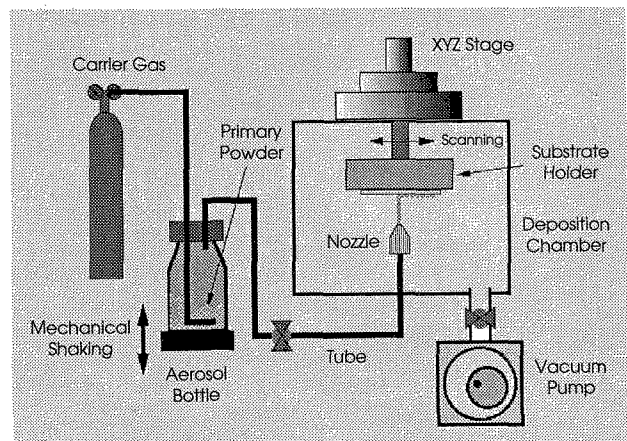 XYZ Stage
Carrier Gas
Primary
Powder
Scanning
Substrate
Holder
Nozzle
Deposition
Chamber
Mechanical
Shaking
Tube
Aerosol
Bottle
Vacuum
Pump